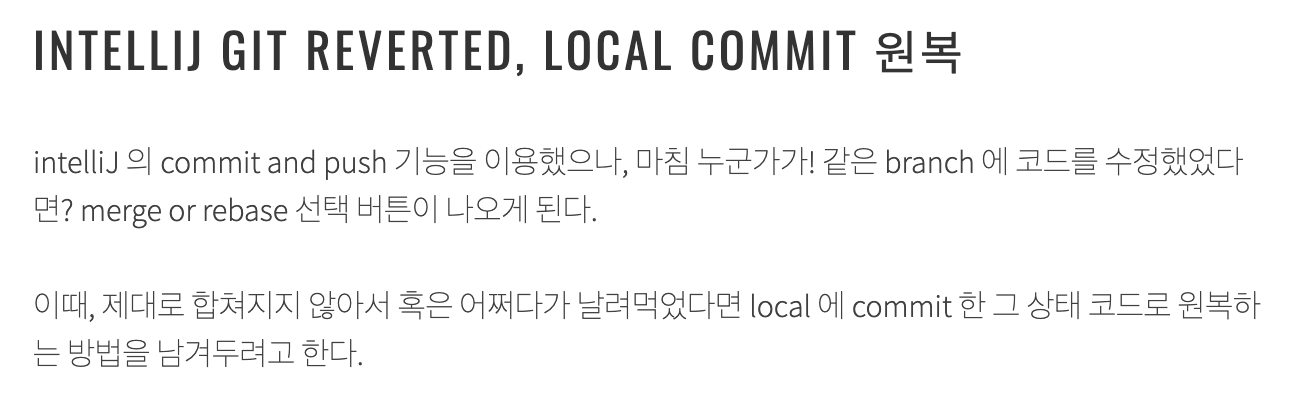 INTELLIJ GIT REVERTED, LOCAL COMMIT 원복
intelliJ 의 commit and push 기능을 이용했으나, 마침 누군가가! 같은 branch 에 코드를 수정했었다
면? merge or rebase 선택 버튼이 나오게 된다.
이때, 제대로 합쳐지지 않아서 혹은 어쩌다가 날려먹었다면 local 에 commit 한 그 상태 코드로 원복하
는 방법을 남겨두려고 한다.